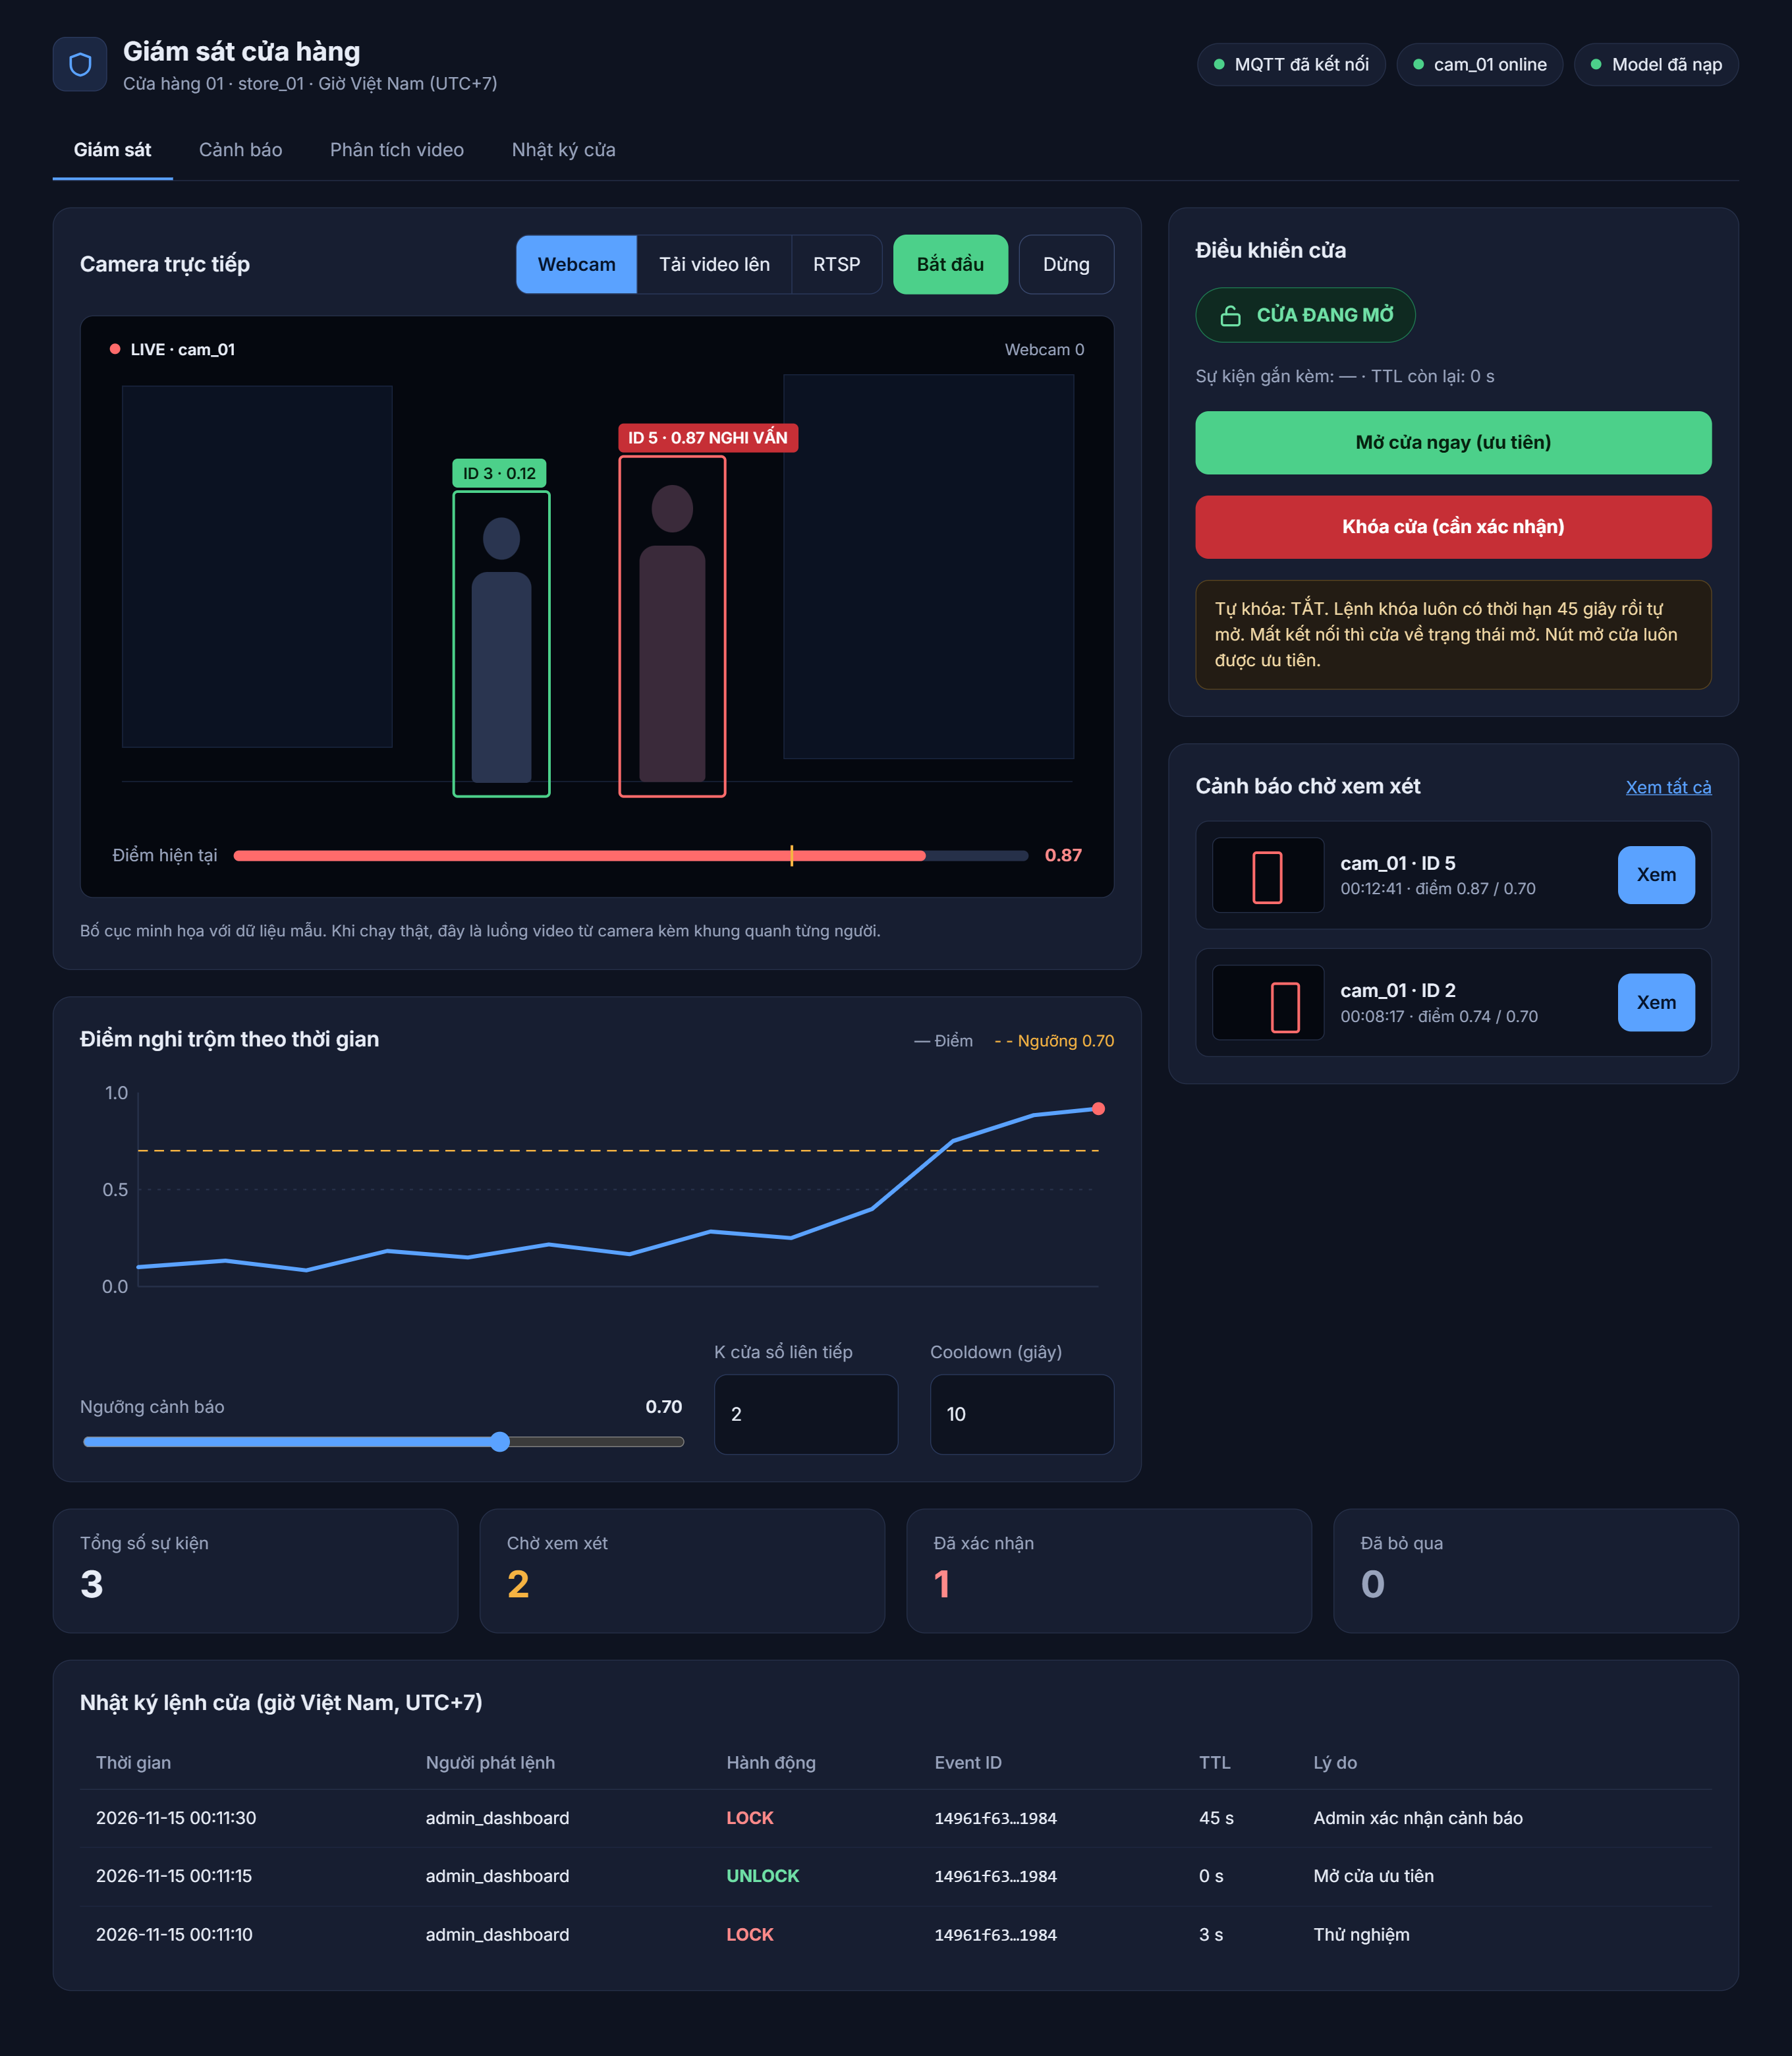 Giám sát cửa hàng
Cửa hàng 01 · store_01 · Giờ Việt Nam (UTC+7)
MQTT đã kết nối
cam_01 online
Model đã nạp
Giám sát
Cảnh báo
Phân tích video
Nhật ký cửa
Camera trực tiếp
Webcam
Tải video lên
RTSP
Bắt đầu
Dừng
LIVE · cam_01
Webcam 0
ID 5 · 0.87 NGHI VẤN
ID 3 · 0.12
Điểm hiện tại
0.87
Bố cục minh họa với dữ liệu mẫu. Khi chạy thật, đây là luồng video từ camera kèm khung quanh từng người.
Điều khiển cửa
CỬA ĐANG MỞ
Sự kiện gắn kèm: — · TTL còn lại: 0 s
Mở cửa ngay (ưu tiên)
Khóa cửa (cần xác nhận)
Tự khóa: TẮT. Lệnh khóa luôn có thời hạn 45 giây rồi tự
mở. Mất kết nối thì cửa về trạng thái mở. Nút mở cửa luôn
được ưu tiên.
Cảnh báo chờ xem xét
Xem tất cả
cam_01 · ID 5
00:12:41 · điểm 0.87 / 0.70
Xem
cam_01 · ID 2
00:08:17 · điểm 0.74 / 0.70
Xem
Điểm nghi trộm theo thời gian
— Điểm
- - Ngưỡng 0.70
1.0
0.5
0.0
Ngưỡng cảnh báo
0.70
K cửa sổ liên tiếp
2
Cooldown (giây)
10
Tổng số sự kiện
3
Chờ xem xét
2
Đã xác nhận
1
Đã bỏ qua
0
Nhật ký lệnh cửa (giờ Việt Nam, UTC+7)
Thời gian Người phát lệnh Hành động Event ID TTL Lý do
2026-11-15 00:11:30 admin_dashboard LOCK 14961f63…1984 45 s Admin xác nhận cảnh báo
2026-11-15 00:11:15 admin_dashboard UNLOCK 14961f63…1984 0 s Mở cửa ưu tiên
2026-11-15 00:11:10 admin_dashboard LOCK 14961f63…1984 3 s Thử nghiệm